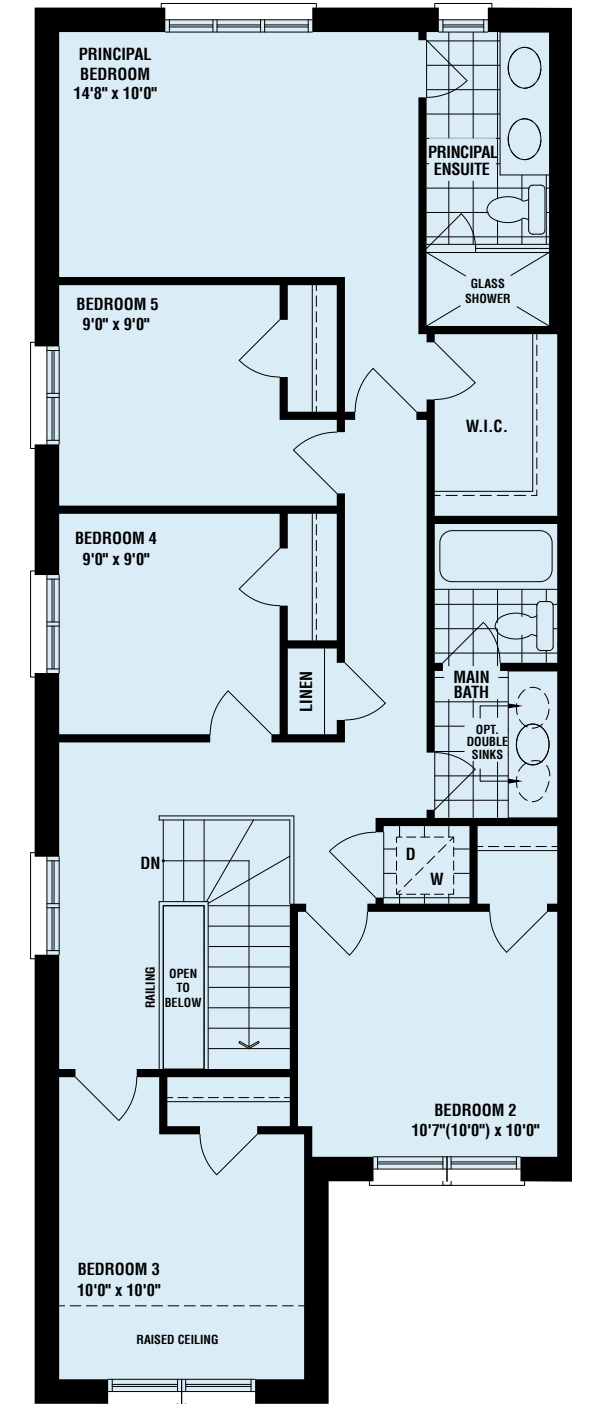 PRINCIPAL
BEDROOM
14'8" x 10'0"
PRINCIPAL
ENSUITE
GLASS
SHOWER
BEDROOM 5
9'0" x 9'0"
W.I.C.
BEDROOM 4
9'0" x 9'0"
LINEN
MAIN
BATH
OPT.
DOUBLE
SINKS
DN
D
W
RAILING
OPEN
TO
BELOW
BEDROOM 2
10'7"(10'0") x 10'0"
BEDROOM 3
10'0" x 10'0"
RAISED CEILING